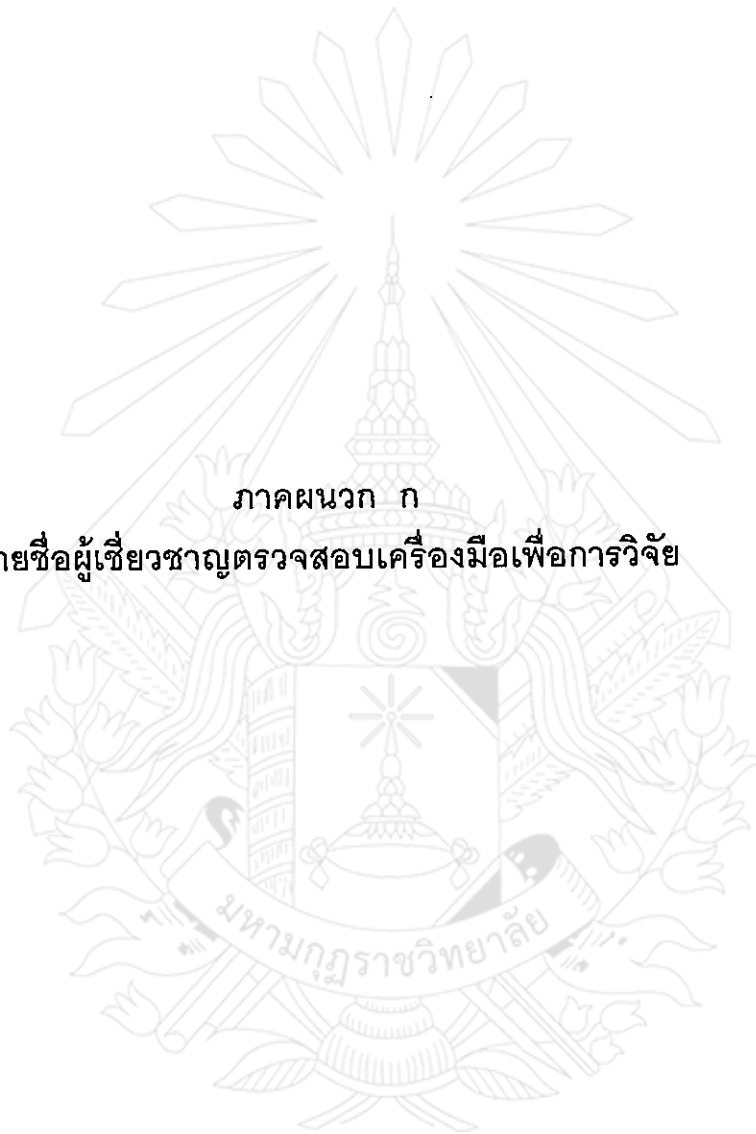 ภาคผนวก ก
ายชื่อผู้เชี่ยวชาญตรวจสอบเครื่องมือเพื่อการวิจัย
มหามกุฏราชวิทยาลัย